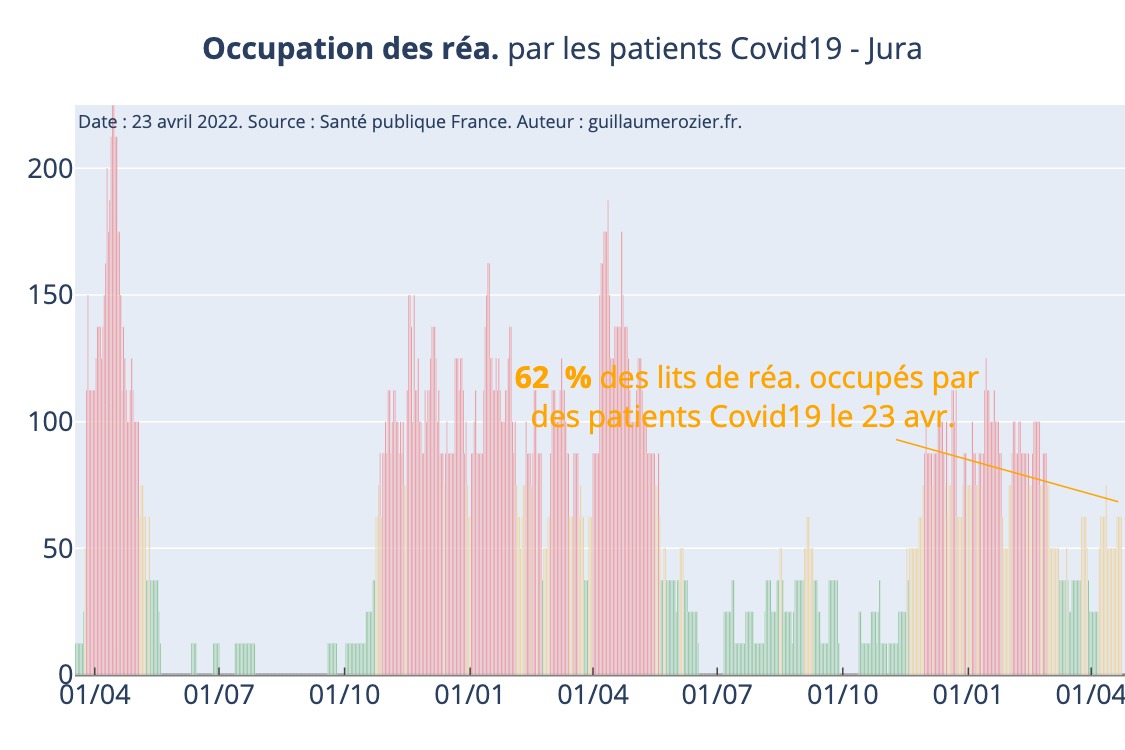 Occupation des réa. par les patients Covid19 - Jura
Date : 23 avril 2022. Source : Santé publique France. Auteur : guillaumerozier.fr.
200
150
62 % des lits de réa. occupés par
des patients Covid19 le 23 avr.
100
50
0
01/04 01/07 01/10 01/01 01/04 01/07 01/10 01/01 01/04